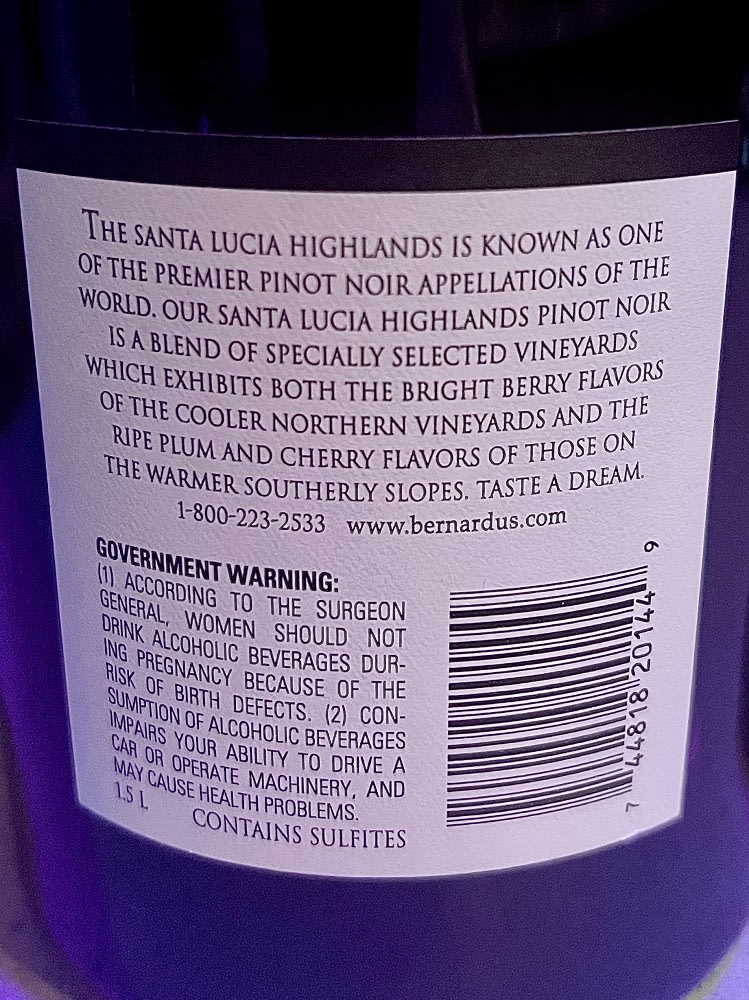 THE SANTA LUCIA HIGHLANDS IS KNOWN AS ONE
OF THE PREMIER PINOT NOIR APPELLATIONS OF THE
WORLD. OUR SANTA LUCIA HIGHLANDS PINOT NOIR
IS A BLEND OF SPECIALLY SELECTED VINEYARDS
WHICH EXHIBITS BOTH THE BRIGHT BERRY FLAVORS
OF THE COOLER NORTHERN VINEYARDS AND THE
RIPE PLUM AND CHERRY FLAVORS OF THOSE ON
THE WARMER SOUTHERLY SLOPES. TASTE A DREAM.
1-800-223-2533 www.bernardus.com
GOVERNMENT WARNING:
(1) ACCORDING TO THE SURGEON
GENERAL, WOMEN SHOULD NOT
DRINK ALCOHOLIC BEVERAGES DUR-
ING PREGNANCY BECAUSE OF THE
RISK OF BIRTH DEFECTS. (2) CON-
SUMPTION OF ALCOHOLIC BEVERAGES
IMPAIRS YOUR ABILITY TO DRIVE A
CAR OR OPERATE MACHINERY, AND
MAY CAUSE HEALTH PROBLEMS.
1.5 L CONTAINS SULFITES
7 44818 20144 9